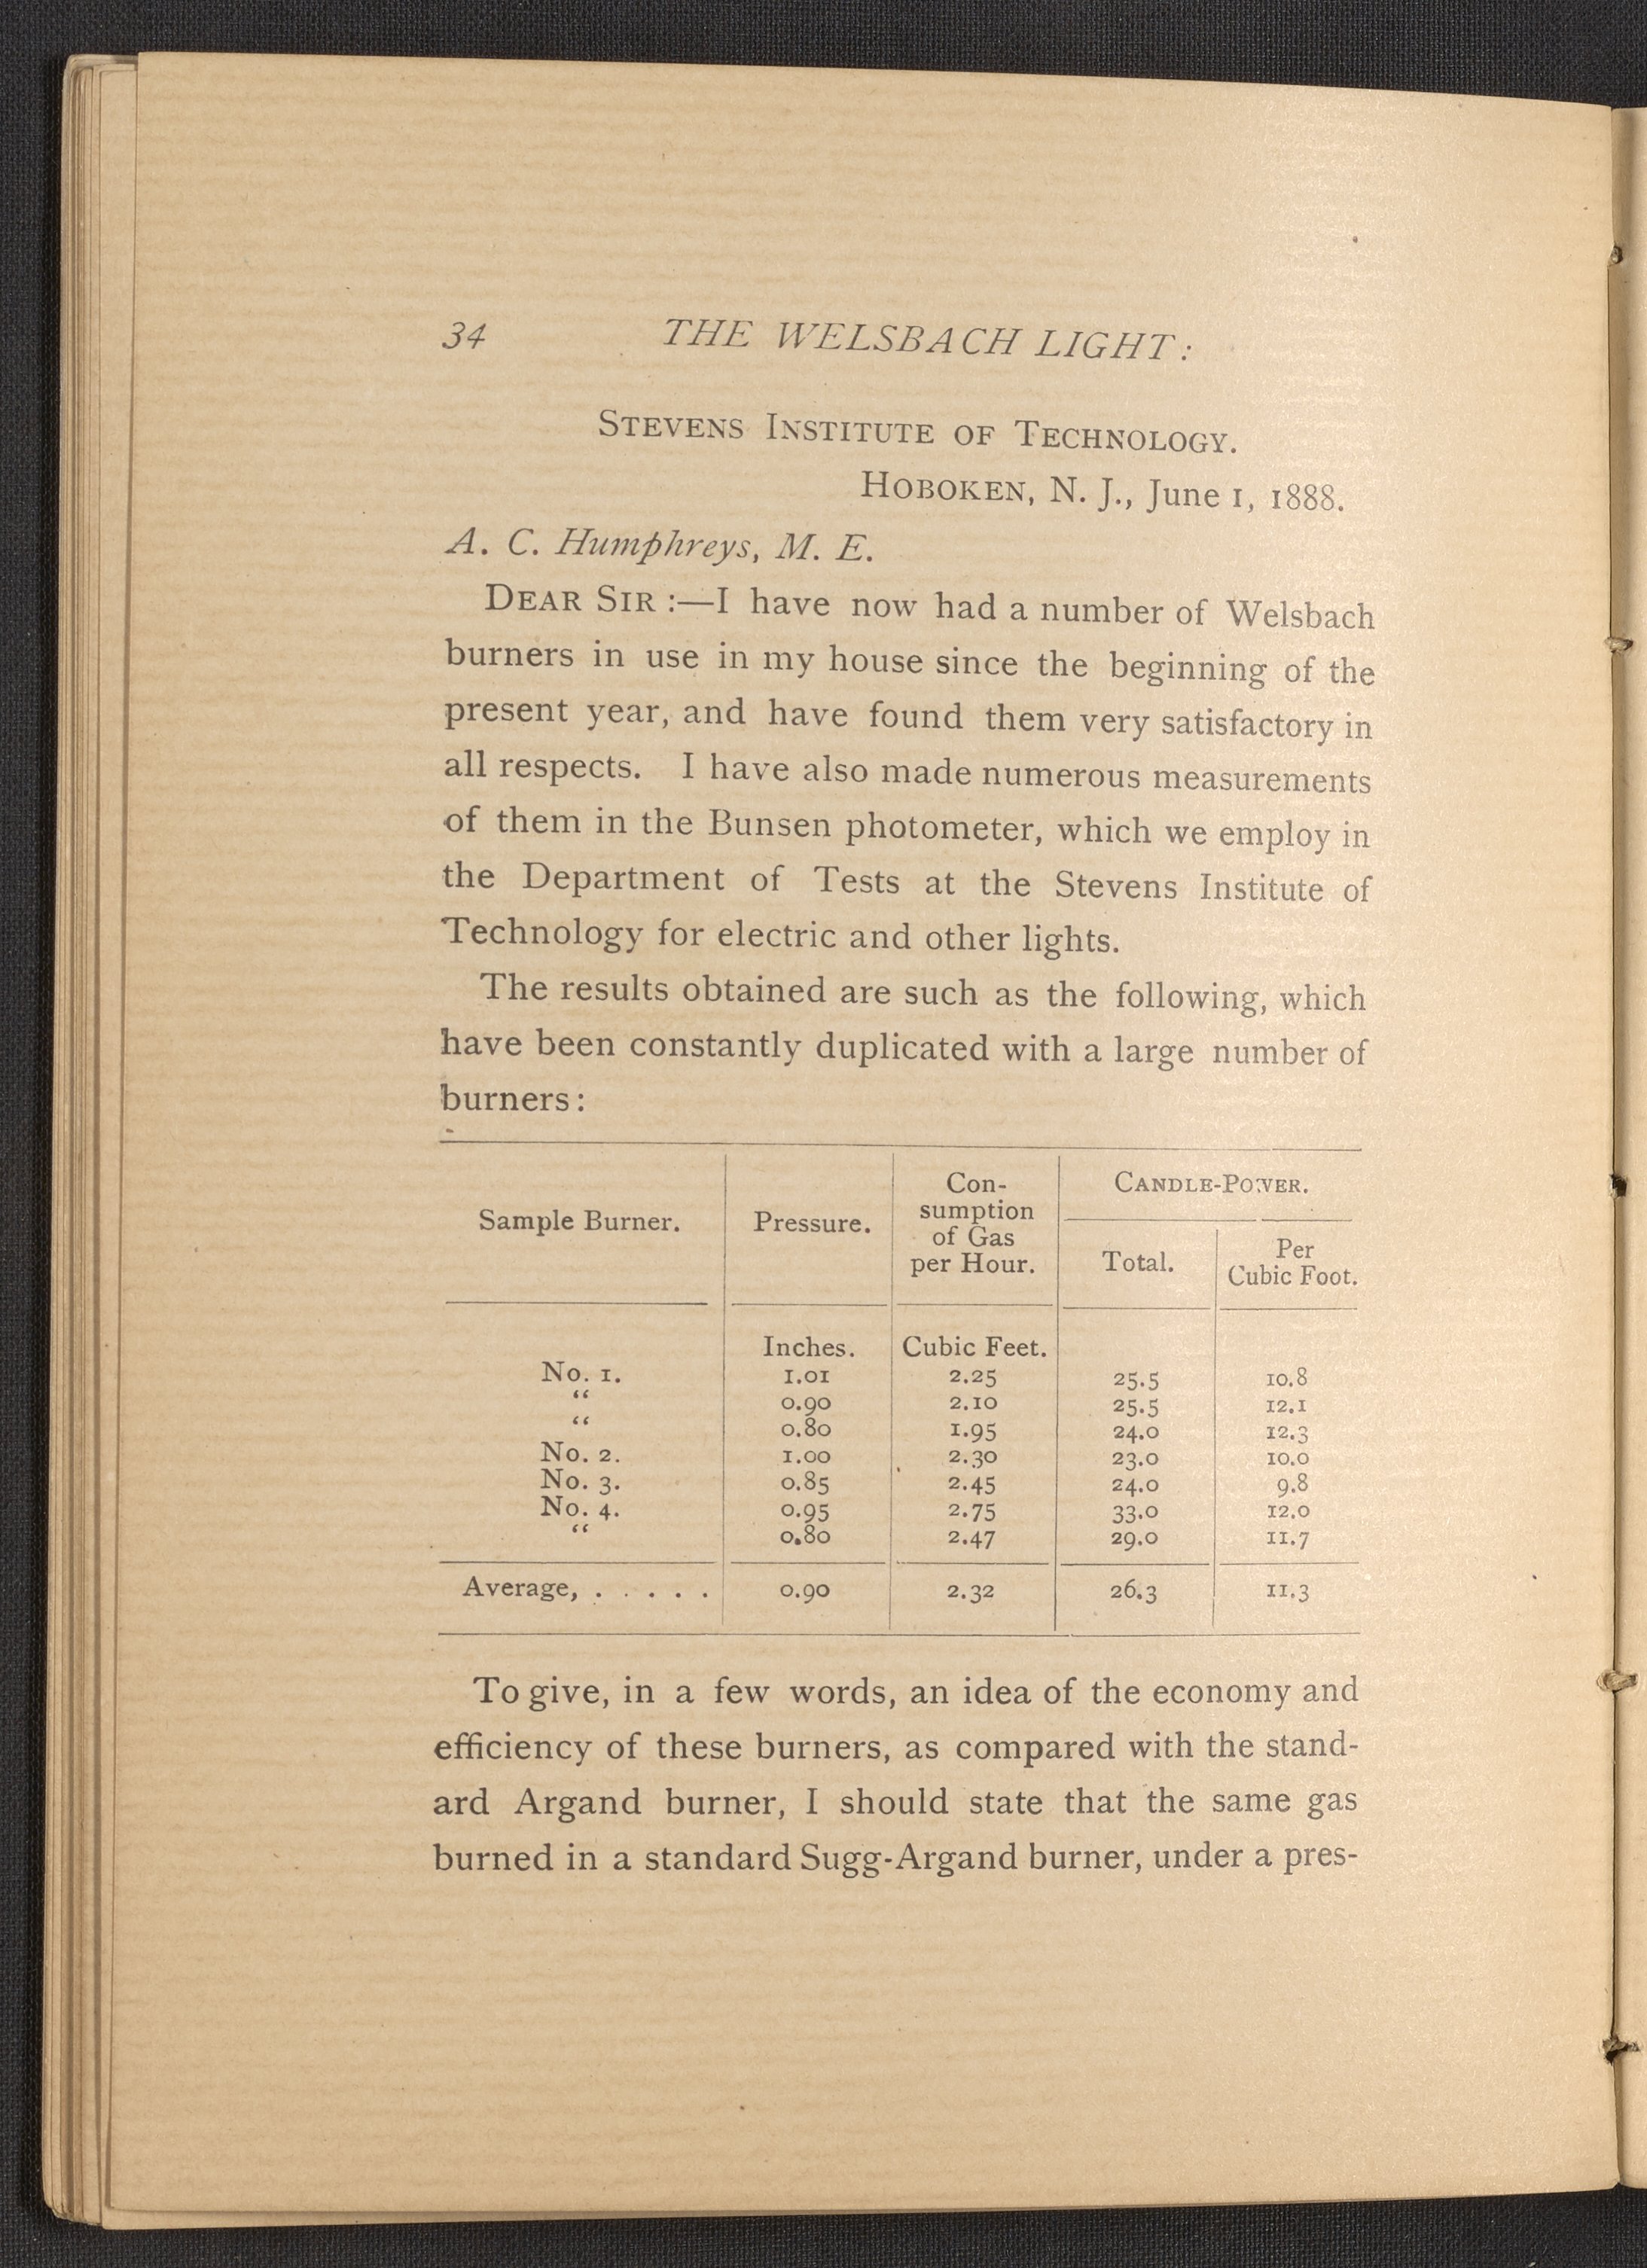 34 THE WELSBACH LIGHT:
STEVENS INSTITUTE OF TECHNOLOGY.
HOBOKEN, N. J., June 1, 1888.
A. C. Humphreys, M. E.
DEAR SIR :—I have now had a number of Welsbach
burners in use in my house since the beginning of the
present year, and have found them very satisfactory in
all respects. I have also made numerous measurements
of them in the Bunsen photometer, which we employ in
the Department of Tests at the Stevens Institute of
Technology for electric and other lights.
The results obtained are such as the following, which
have been constantly duplicated with a large number of
burners:
Sample Burner. Pressure. Con-
sumption
of Gas
per Hour. CANDLE-POWER.
Total. Per
Cubic Foot.
Inches. Cubic Feet.
No. 1. 1.01 2.25 25.5 10.8
“ 0.90 2.10 25.5 12.1
“ 0.80 1.95 24.0 12.3
No. 2. 1.00 2.30 23.0 10.0
No. 3. 0.85 2.45 24.0 9.8
No. 4. 0.95 2.75 33.0 12.0
“ 0.80 2.47 29.0 11.7
Average, . . . . . 0.90 2.32 26.3 11.3
To give, in a few words, an idea of the economy and
efficiency of these burners, as compared with the stand-
ard Argand burner, I should state that the same gas
burned in a standard Sugg-Argand burner, under a pres-